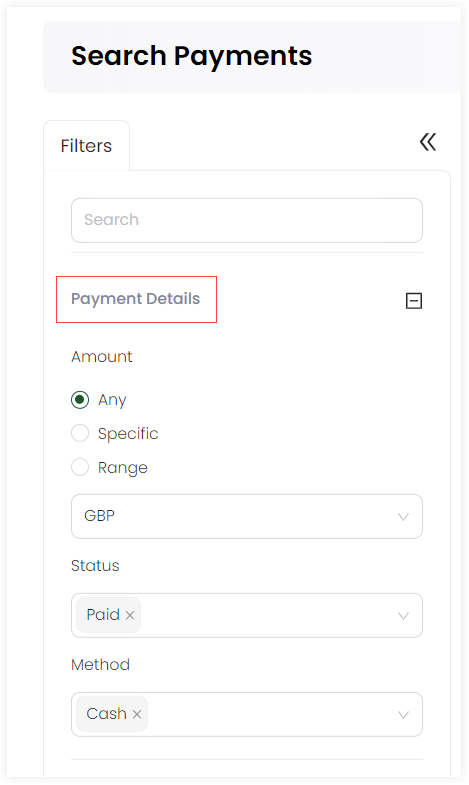 Search Payments
Filters
Search
Payment Details
Amount
Any
Specific
Range
GBP
Status
Paid
Method
Cash